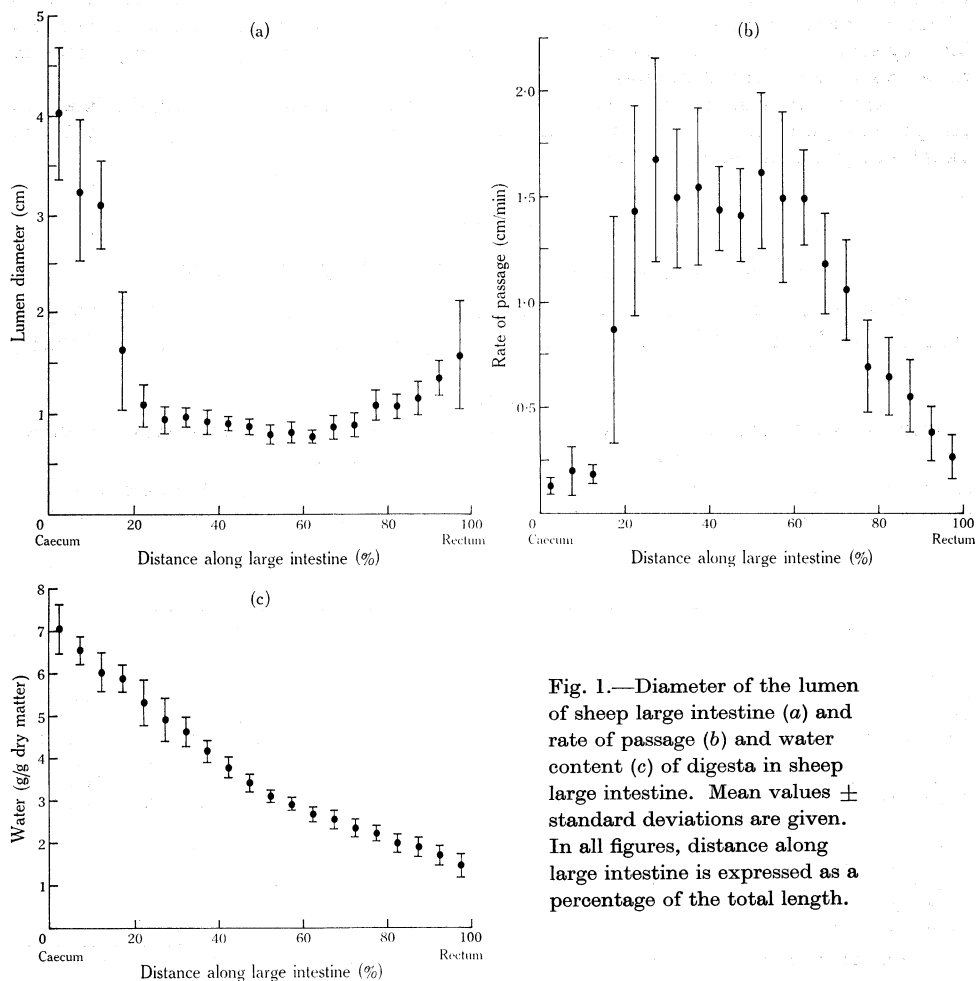 (a)
5
4
3
2
1
0
20
40
60
80
100
Caecum
Rectum
Lumen diameter (cm)
Distance along large intestine (%)
(b)
2·0
1·5
1·0
0·5
0
20
40
60
80
100
Caecum
Rectum
Rate of passage (cm/min)
Distance along large intestine (%)
(c)
8
7
6
5
4
3
2
1
0
20
40
60
80
100
Caecum
Rectum
Water (g/g dry matter)
Distance along large intestine (%)
Fig. 1.—Diameter of the lumen
of sheep large intestine (a) and
rate of passage (b) and water
content (c) of digesta in sheep
large intestine. Mean values ±
standard deviations are given.
In all figures, distance along
large intestine is expressed as a
percentage of the total length.